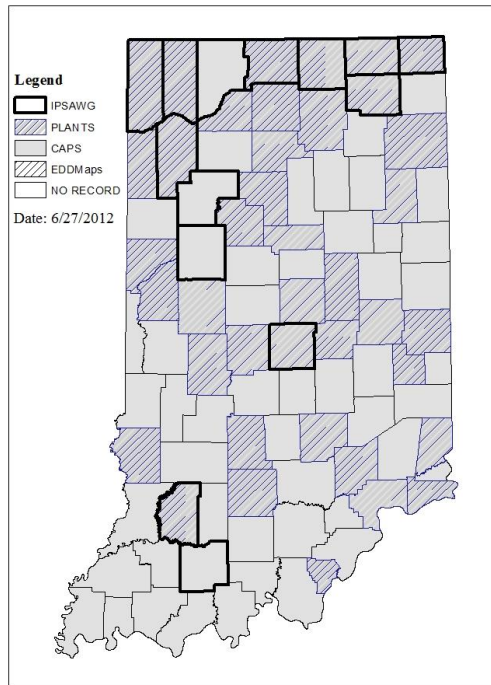 Legend
IPSAWG
PLANTS
CAPS
EDDMaps
NO RECORD
Date: 6/27/2012